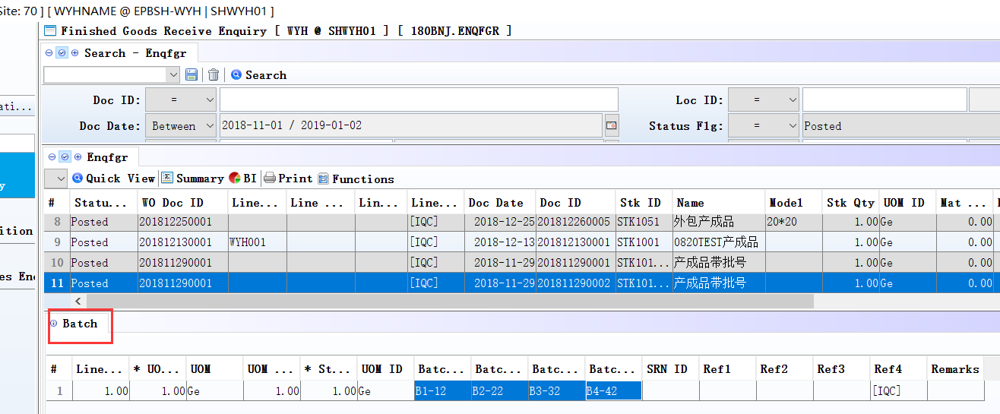 Site: 70 ] [ WYHNAME @ EPBSH-WYH | SHWYH01 ]
Finished Goods Receive Enquiry [ WYH @ SHWYH01 ] [ 180BNJ.ENQFGR ]
Search - Enqfgr
Search
Doc ID: = Loc ID: =
Doc Date: Between 2018-11-01 / 2019-01-02 Status Flg: = Posted
ati...
y
ition
es En
Enqfgr
Quick View Summary BI Print Functions
# Statu... WO Doc ID Line... Line ... Lin... Line... Doc Date Doc ID Stk ID Name Model Stk Qty UOM ID Mat ...
8 Posted 201812250001 [IQC] 2018-12-25 201812260005 STK1051 外包产成品 20*20 1.00 Ge 0.00
9 Posted 201812130001 WYH001 [IQC] 2018-12-13 201812130001 STK1001 0820TEST产成品 1.00 Ge 0.00
10 Posted 201811290001 [IQC] 2018-11-29 201811290001 STK101... 产成品带批号 1.00 Ge 0.00
11 Posted 201811290001 [IQC] 2018-11-29 201811290002 STK101... 产成品带批号 1.00 Ge 0.00
Batch
# Line... * UO... UOM UOM ... * St... UOM ID Batc... Batc... Batc... Batc... SRN ID Ref1 Ref2 Ref3 Ref4 Remarks
1 1.00 1.00 Ge 1.00 1.00 Ge B1-12 B2-22 B3-32 B4-42 [IQC]